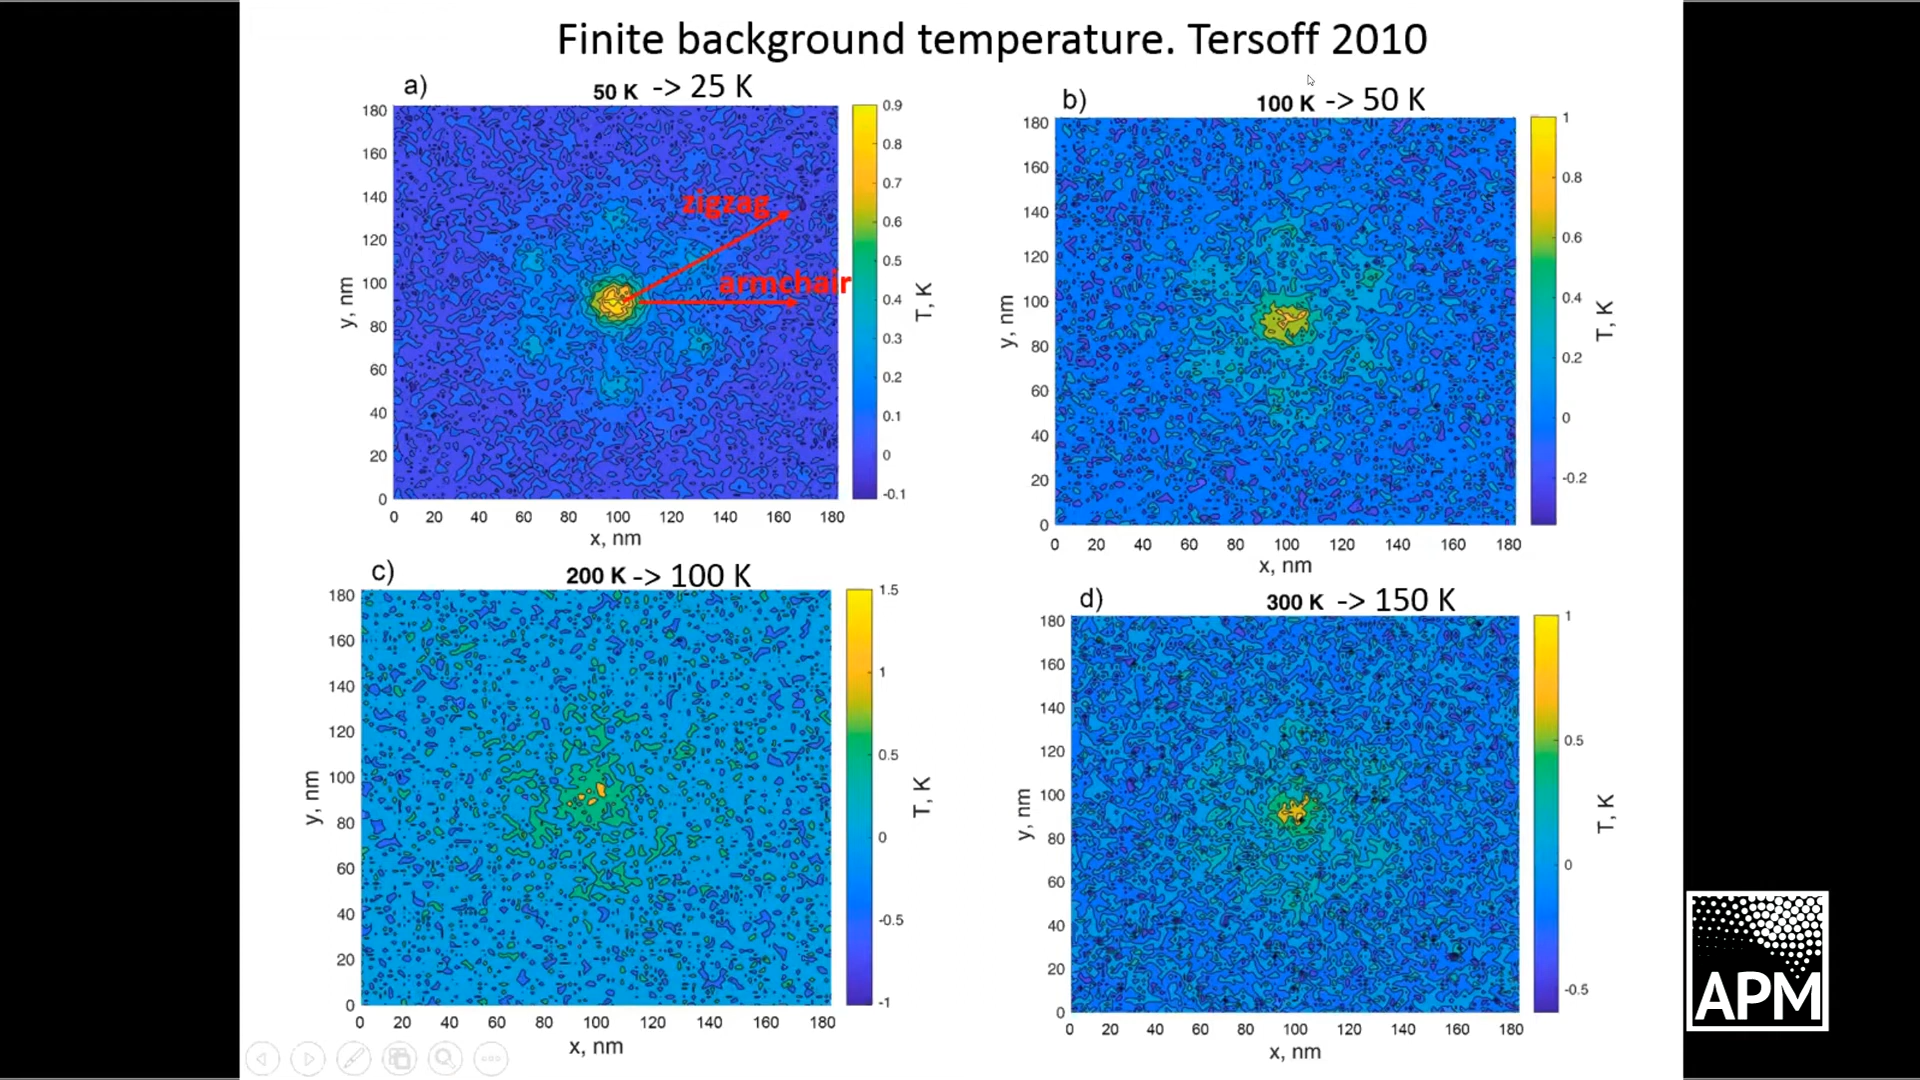 Finite background temperature. Tersoff 2010
a)
50 K -> 25 K
180
160
140
120
100
80
60
40
20
0
y, nm
zigzag
armchair
0 20 40 60 80 100 120 140 160 180
x, nm
0.9
0.8
0.7
0.6
0.5
0.4
0.3
0.2
0.1
0
-0.1
T, K
b)
100 K -> 50 K
180
160
140
120
100
80
60
40
20
0
y, nm
0 20 40 60 80 100 120 140 160 180
x, nm
1
0.8
0.6
0.4
0.2
0
-0.2
T, K
c)
200 K -> 100 K
180
160
140
120
100
80
60
40
20
0
y, nm
0 20 40 60 80 100 120 140 160 180
x, nm
1.5
1
0.5
0
-0.5
-1
T, K
d)
300 K -> 150 K
180
160
140
120
100
80
60
40
20
0
y, nm
0 20 40 60 80 100 120 140 160 180
x, nm
1
0.5
0
-0.5
T, K
APM